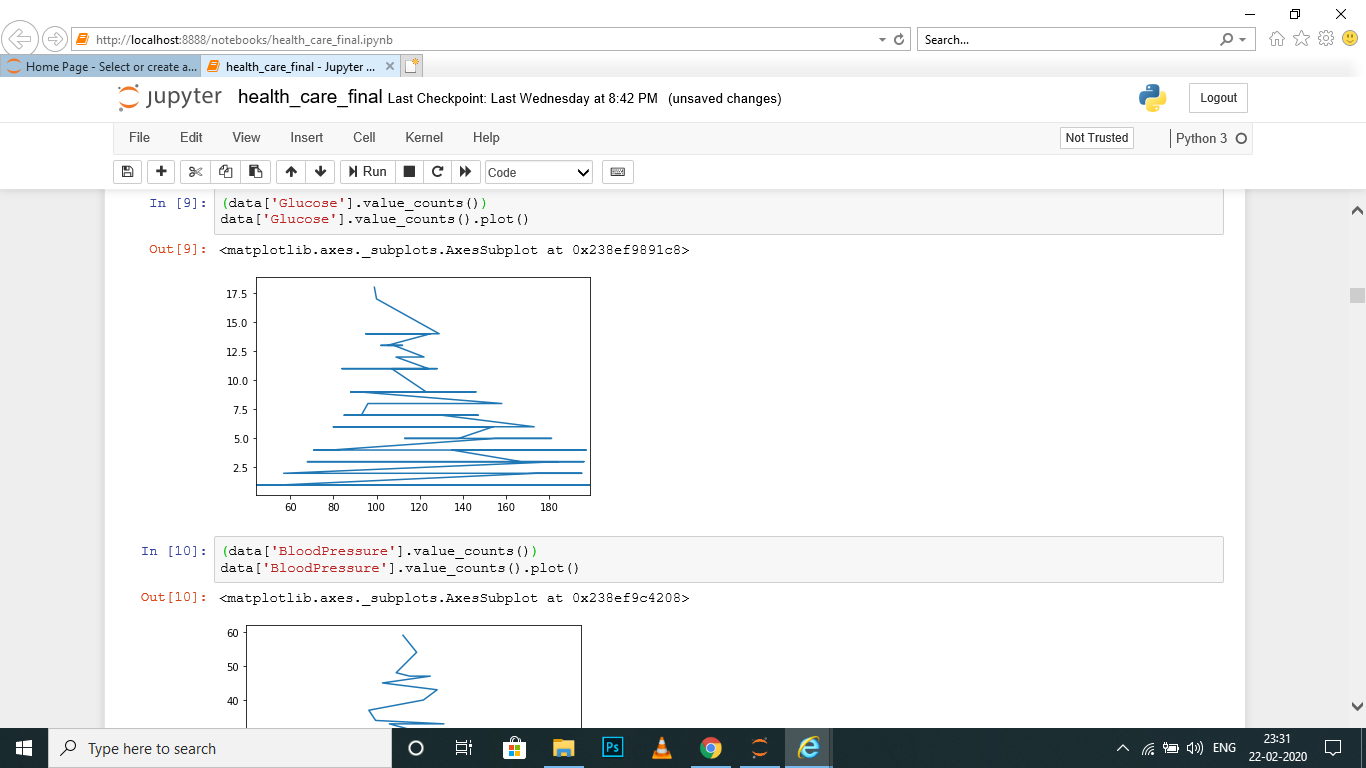 http://localhost:8888/notebooks/health_care_final.ipynb
Search...
Home Page - Select or create a...
health_care_final - Jupyter ...
jupyter health_care_final Last Checkpoint: Last Wednesday at 8:42 PM (unsaved changes)
Logout
File Edit View Insert Cell Kernel Help
Not Trusted
Python 3
Run
Code
In [9]: (data['Glucose'].value_counts())
data['Glucose'].value_counts().plot()
Out[9]: <matplotlib.axes._subplots.AxesSubplot at 0x238ef9891c8>
17.5
15.0
12.5
10.0
7.5
5.0
2.5
60 80 100 120 140 160 180
In [10]: (data['BloodPressure'].value_counts())
data['BloodPressure'].value_counts().plot()
Out[10]: <matplotlib.axes._subplots.AxesSubplot at 0x238ef9c4208>
60
50
40
Type here to search
Ps
ENG
23:31
22-02-2020